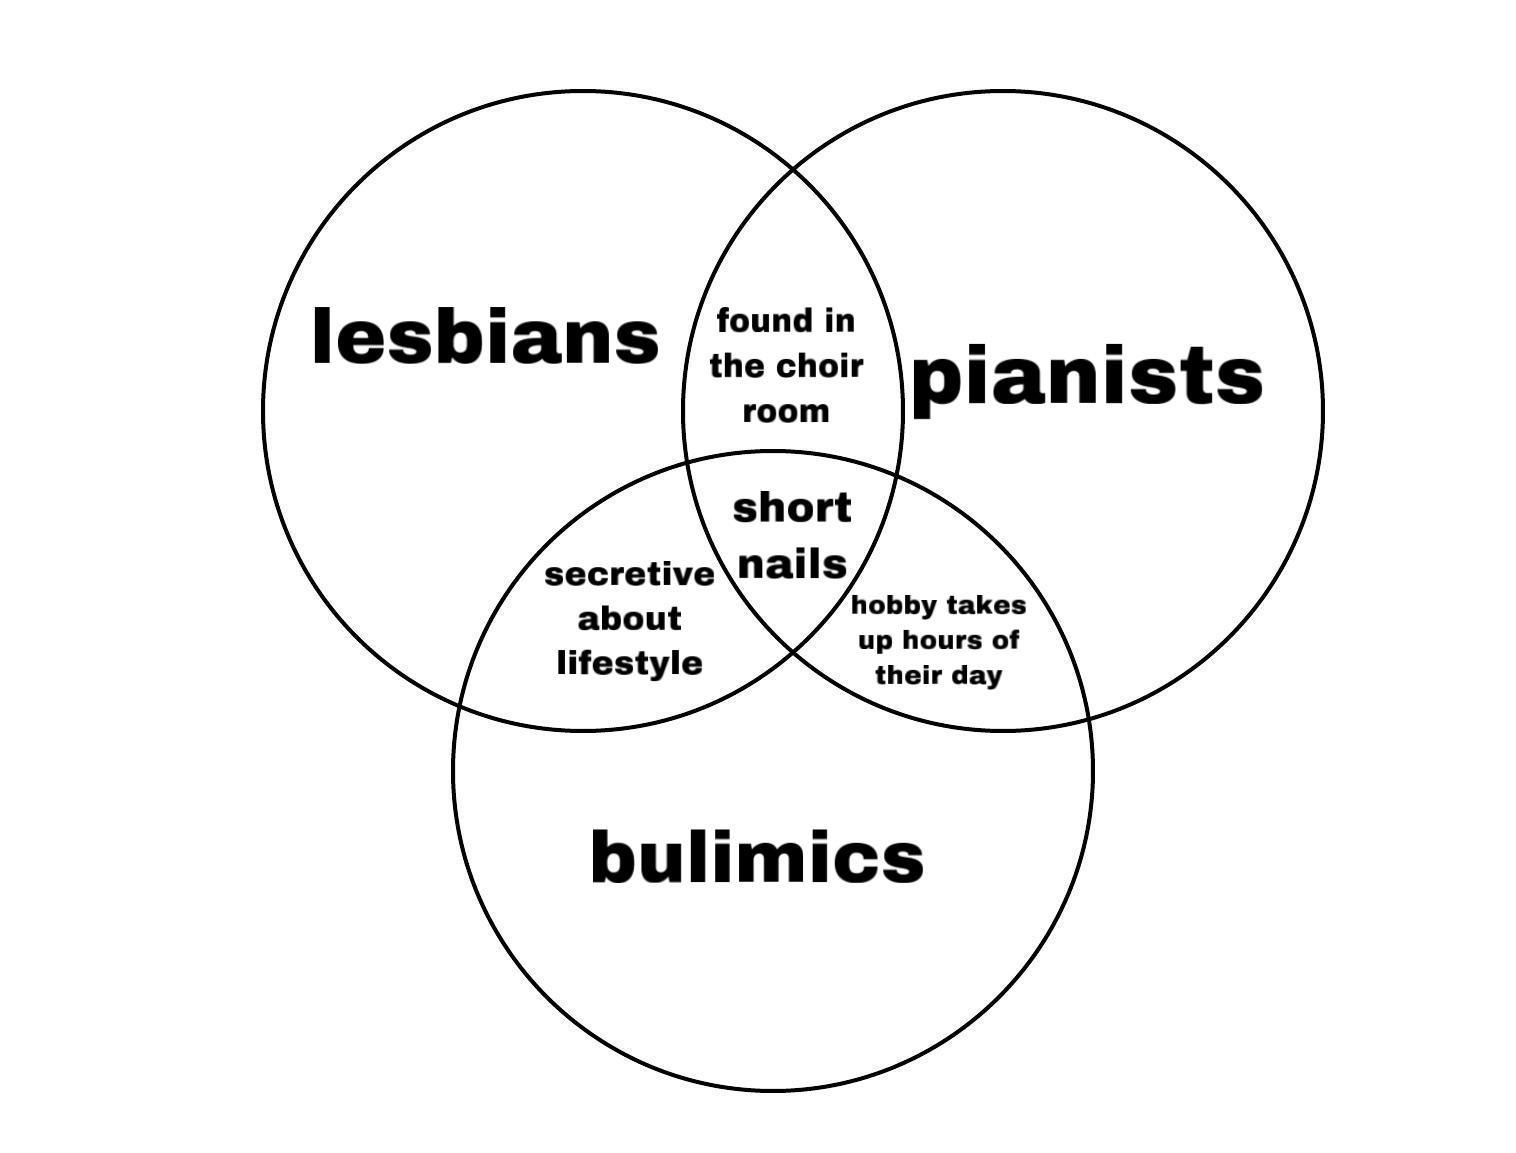 lesbians
found in
the choir
room
pianists
short
nails
secretive
about
lifestyle
hobby takes
up hours of
their day
bulimics